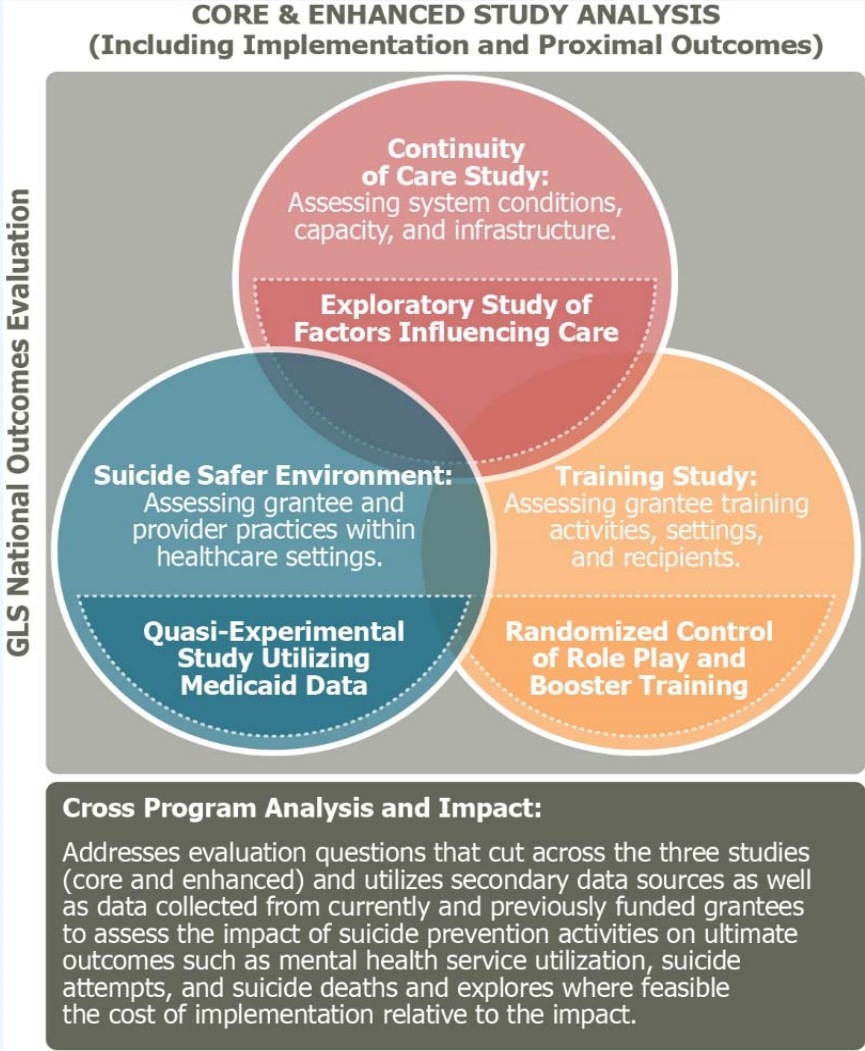 CORE & ENHANCED STUDY ANALYSIS
(Including Implementation and Proximal Outcomes)
GLS National Outcomes Evaluation
Continuity
of Care Study:
Assessing system conditions,
capacity, and infrastructure.
Exploratory Study of
Factors Influencing Care
Suicide Safer Environment:
Assessing grantee and
provider practices within
healthcare settings.
Quasi-Experimental
Study Utilizing
Medicaid Data
Training Study:
Assessing grantee training
activities, settings,
and recipients.
Randomized Control
of Role Play and
Booster Training
Cross Program Analysis and Impact:
Addresses evaluation questions that cut across the three studies
(core and enhanced) and utilizes secondary data sources as well
as data collected from currently and previously funded grantees
to assess the impact of suicide prevention activities on ultimate
outcomes such as mental health service utilization, suicide
attempts, and suicide deaths and explores where feasible
the cost of implementation relative to the impact.